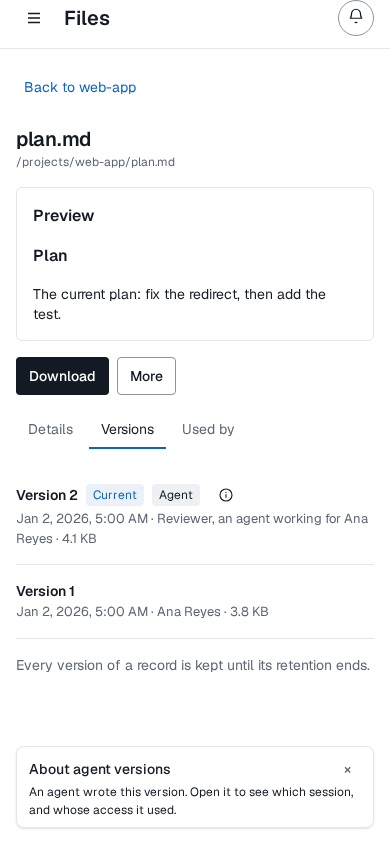 Files
Back to web-app
plan.md
/projects/web-app/plan.md
Preview
Plan
The current plan: fix the redirect, then add the
test.
Download More
Details Versions Used by
Version 2 Current Agent
Jan 2, 2026, 5:00 AM · Reviewer, an agent working for Ana
Reyes · 4.1 KB
Version 1
Jan 2, 2026, 5:00 AM · Ana Reyes · 3.8 KB
Every version of a record is kept until its retention ends.
About agent versions ×
An agent wrote this version. Open it to see which session,
and whose access it used.